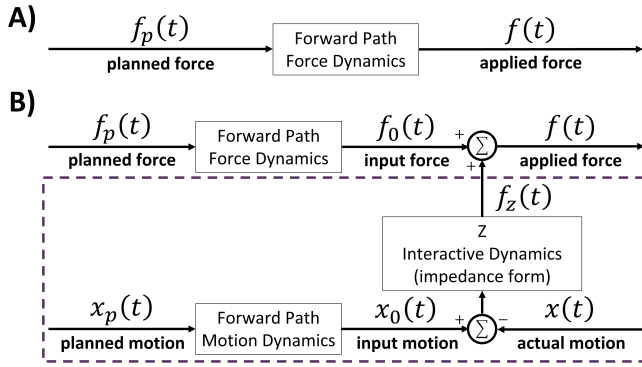 A)
f_p(t)
planned force
Forward Path
Force Dynamics
f(t)
applied force
B)
f_p(t)
planned force
Forward Path
Force Dynamics
f_0(t)
input force
+
Σ
+
f(t)
applied force
f_z(t)
Z
Interactive Dynamics
(impedance form)
x_p(t)
planned motion
Forward Path
Motion Dynamics
x_0(t)
input motion
+
Σ
−
x(t)
actual motion